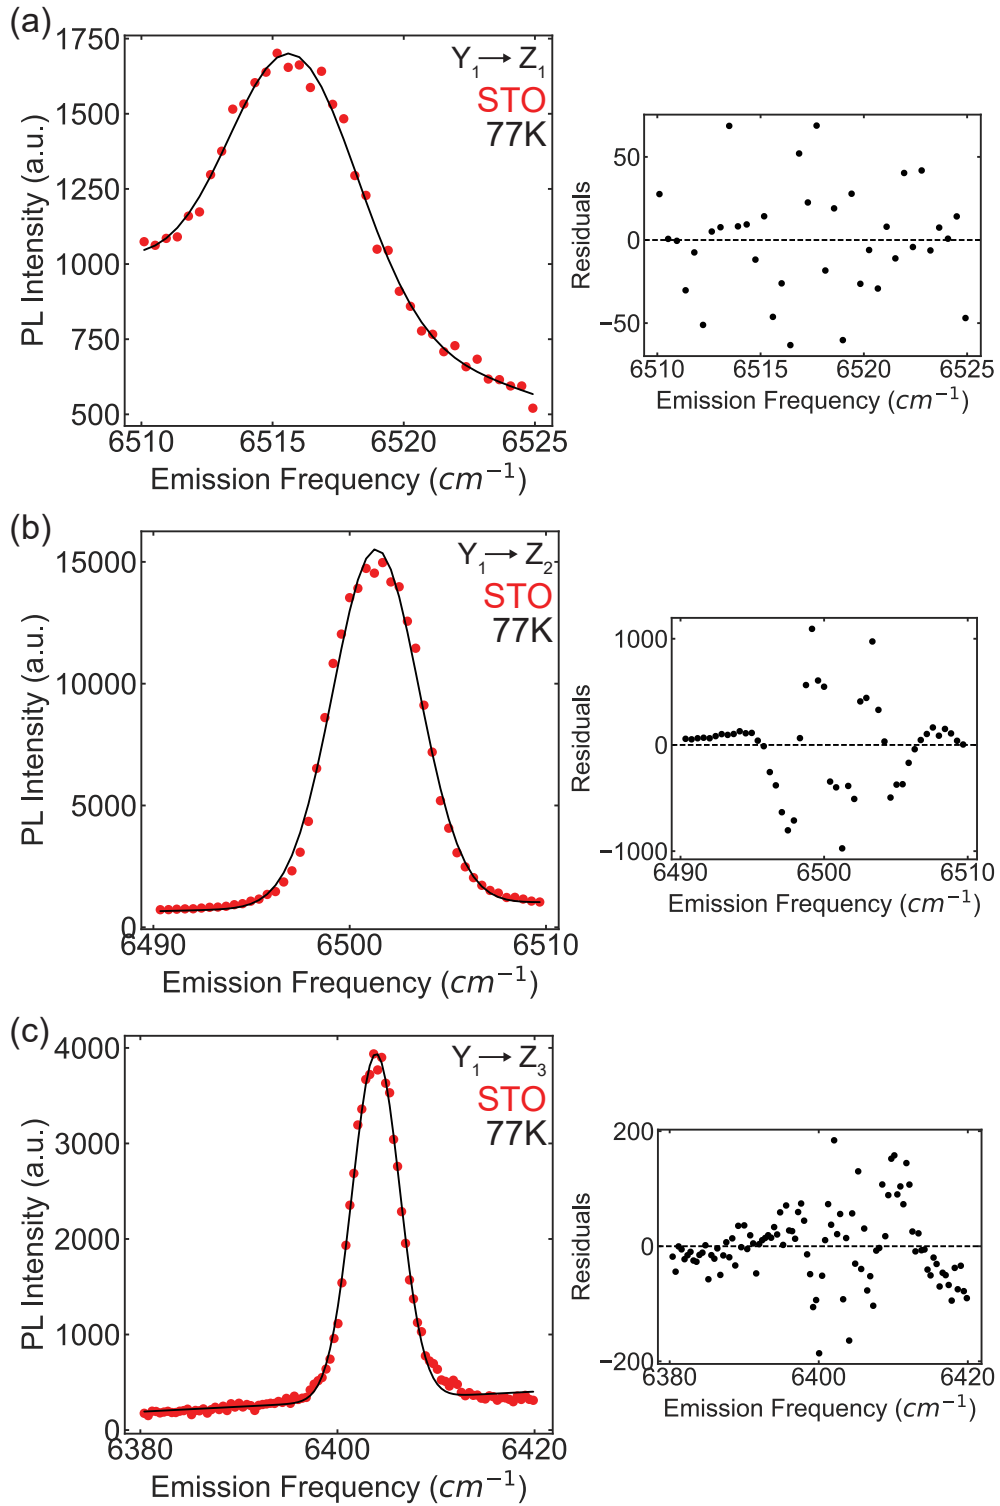 (a)
1750
1500
1250
1000
750
500
PL Intensity (a.u.)
Y₁→Z₁
STO
77K
6510 6515 6520 6525
Emission Frequency (cm⁻¹)
50
0
−50
Residuals
6510 6515 6520 6525
Emission Frequency (cm⁻¹)
(b)
15000
10000
5000
0
PL Intensity (a.u.)
Y₁→Z₂
STO
77K
6490 6500 6510
Emission Frequency (cm⁻¹)
1000
0
−1000
Residuals
6490 6500 6510
Emission Frequency (cm⁻¹)
(c)
4000
3000
2000
1000
0
PL Intensity (a.u.)
Y₁→Z₃
STO
77K
6380 6400 6420
Emission Frequency (cm⁻¹)
200
0
−200
Residuals
6380 6400 6420
Emission Frequency (cm⁻¹)